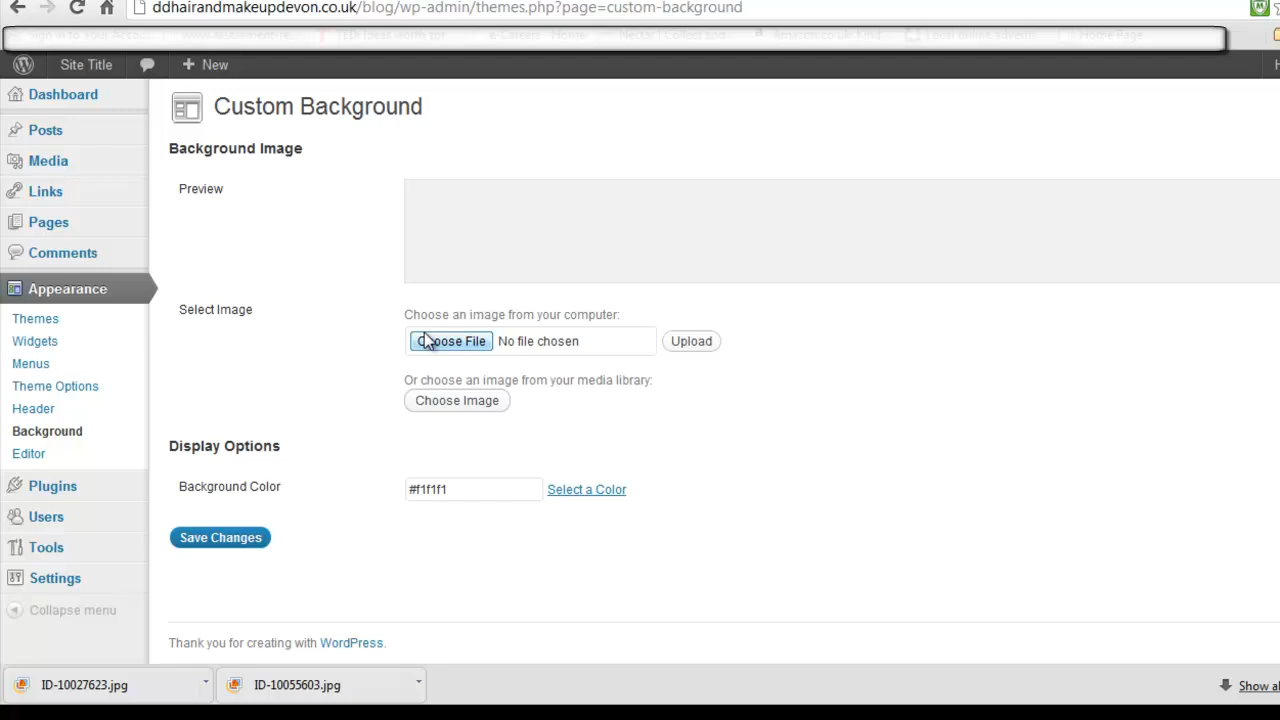 ddhairandmakeupdevon.co.uk/blog/wp-admin/themes.php?page=custom-background
Site Title
New
Dashboard
Posts
Media
Links
Pages
Comments
Appearance
Themes
Widgets
Menus
Theme Options
Header
Background
Editor
Plugins
Users
Tools
Settings
Collapse menu
Custom Background
Background Image
Preview
Select Image
Choose an image from your computer:
Choose File No file chosen
Upload
Or choose an image from your media library:
Choose Image
Display Options
Background Color
#f1f1f1
Select a Color
Save Changes
Thank you for creating with WordPress.
ID-10027623.jpg
ID-10055603.jpg
Show